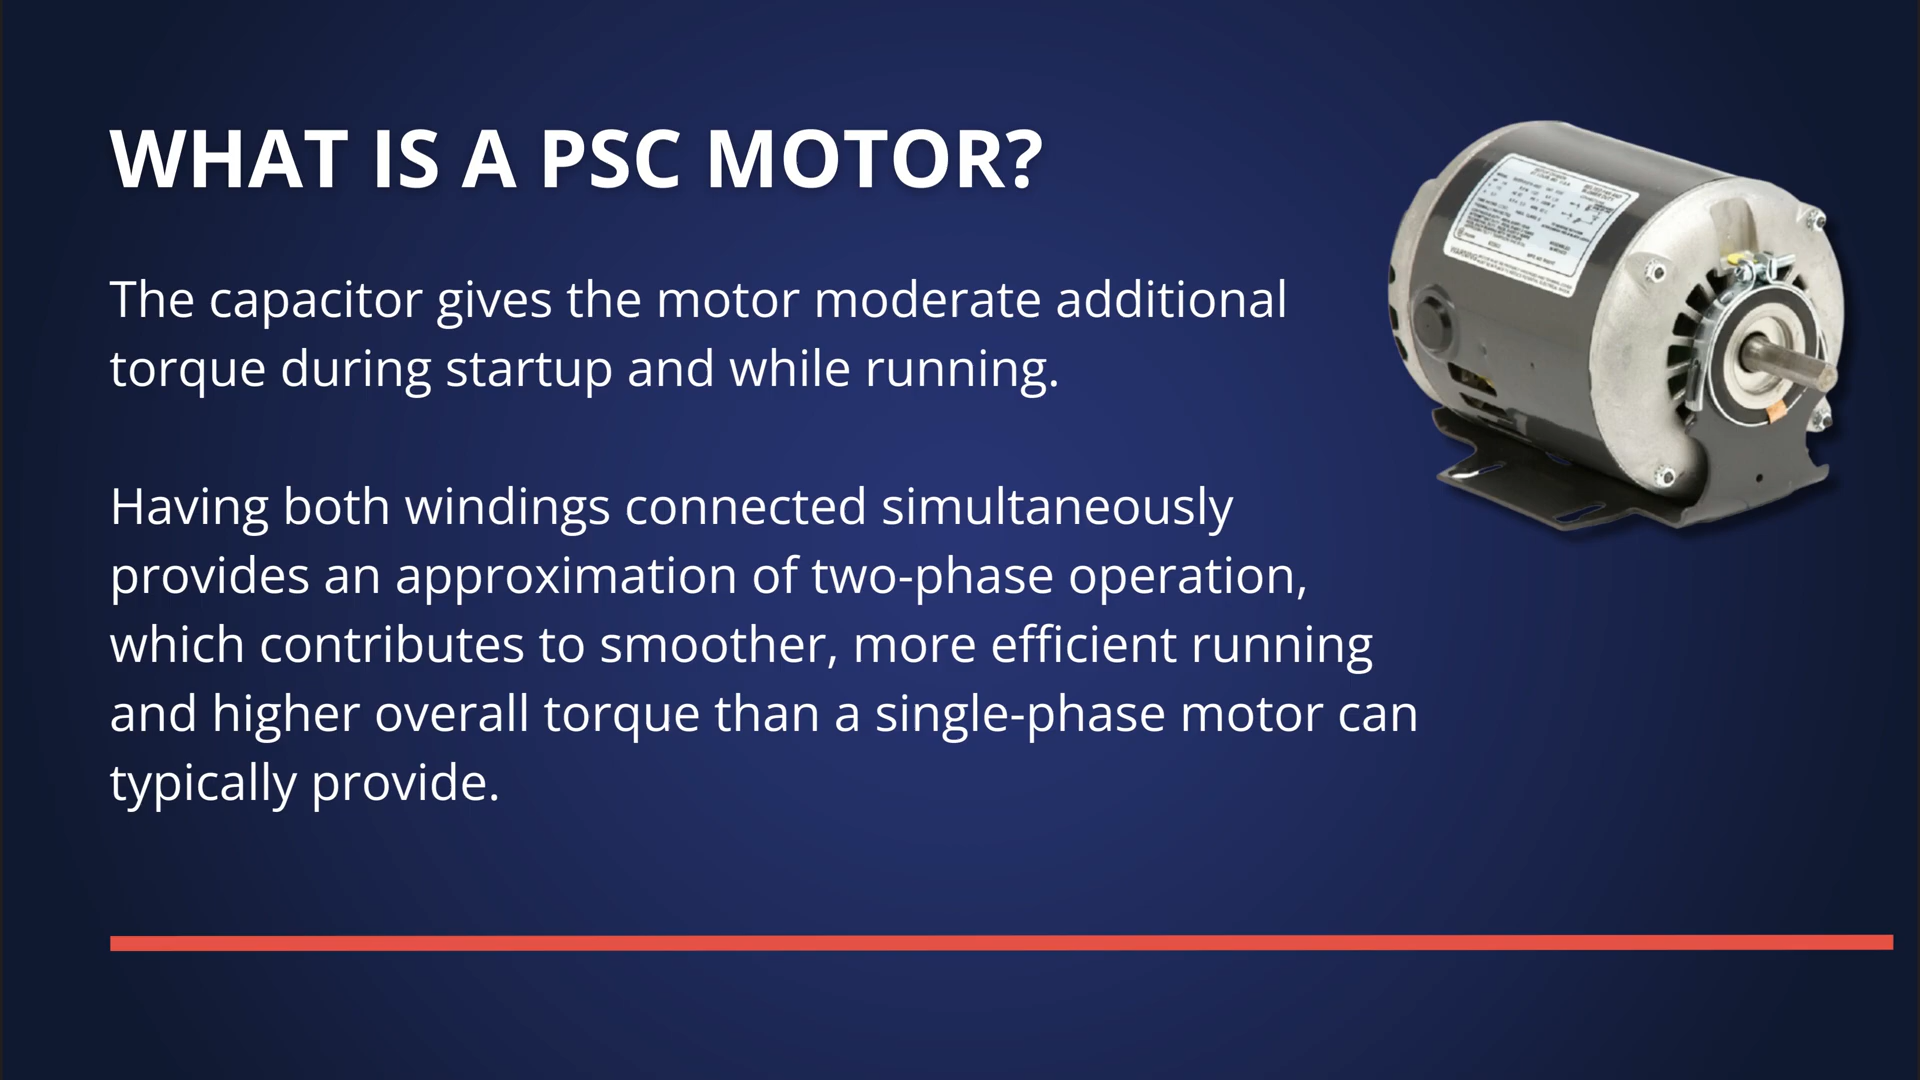 WHAT IS A PSC MOTOR?
The capacitor gives the motor moderate additional
torque during startup and while running.
Having both windings connected simultaneously
provides an approximation of two-phase operation,
which contributes to smoother, more efficient running
and higher overall torque than a single-phase motor can
typically provide.